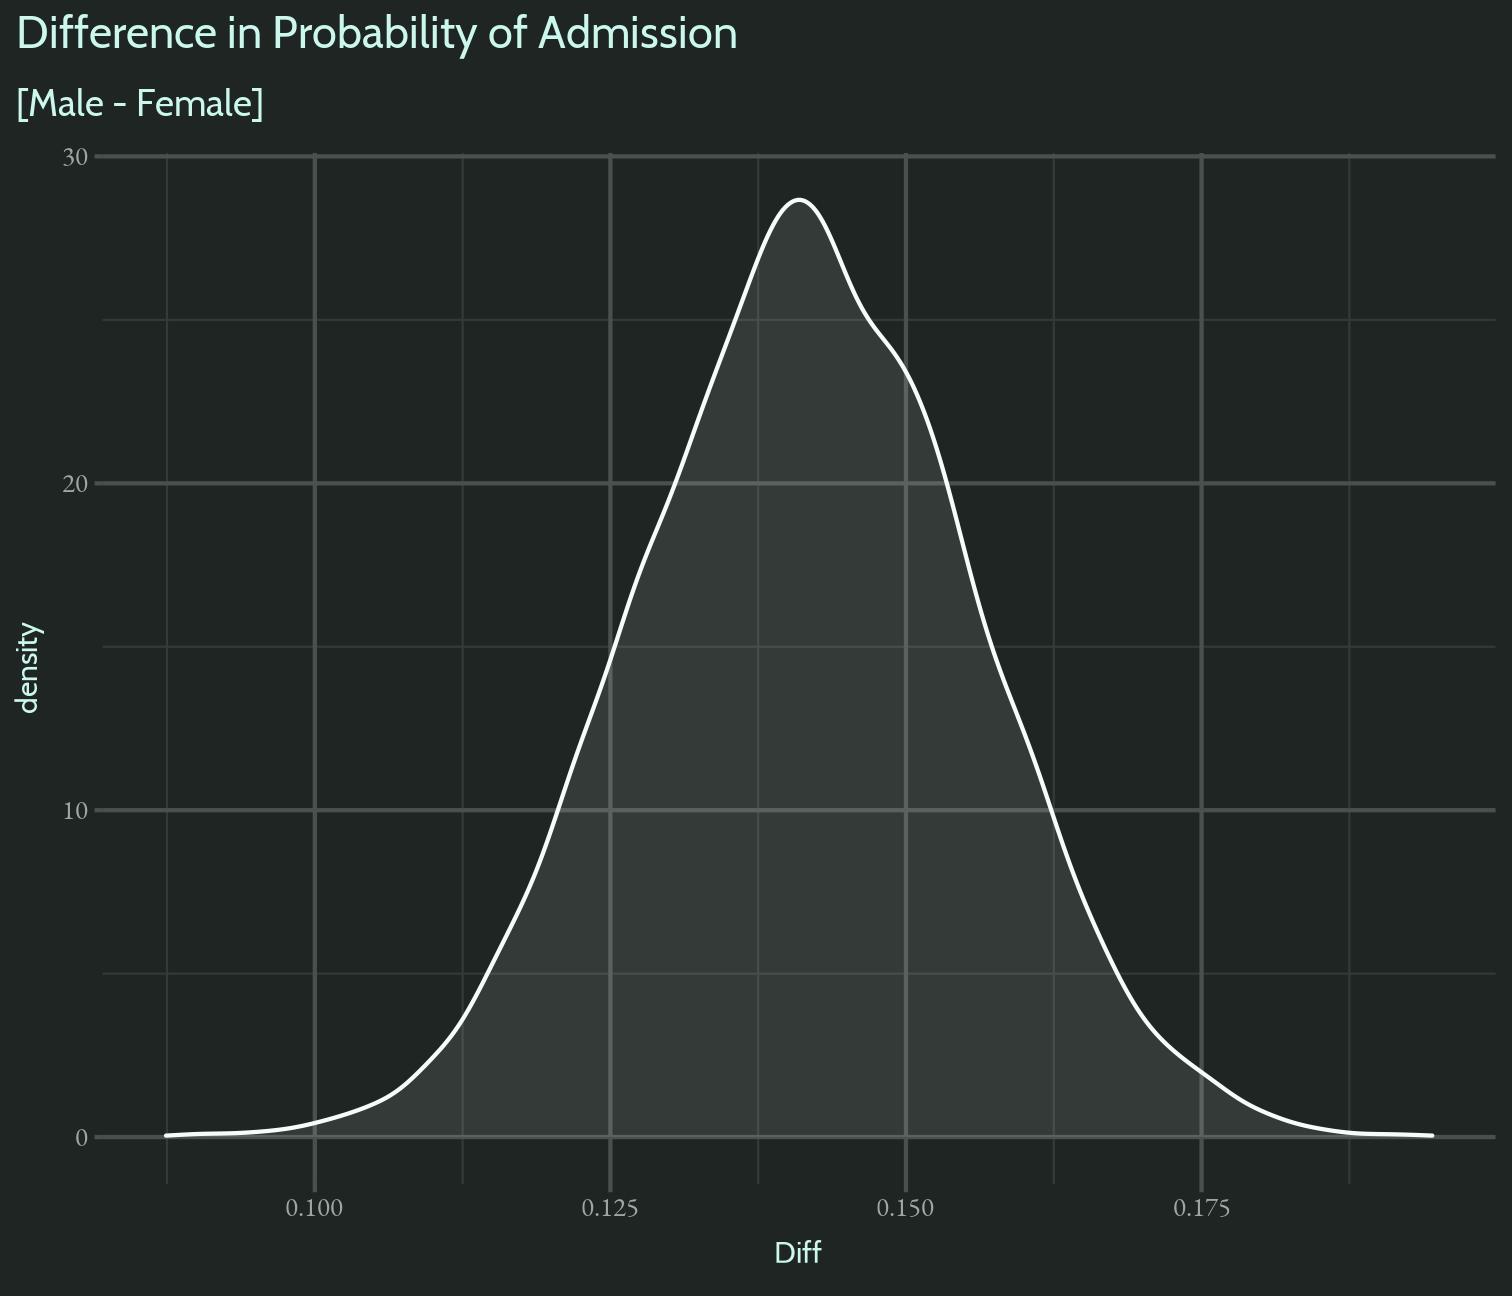 Difference in Probability of Admission
[Male - Female]
30
20
10
0
density
0.100 0.125 0.150 0.175
Diff